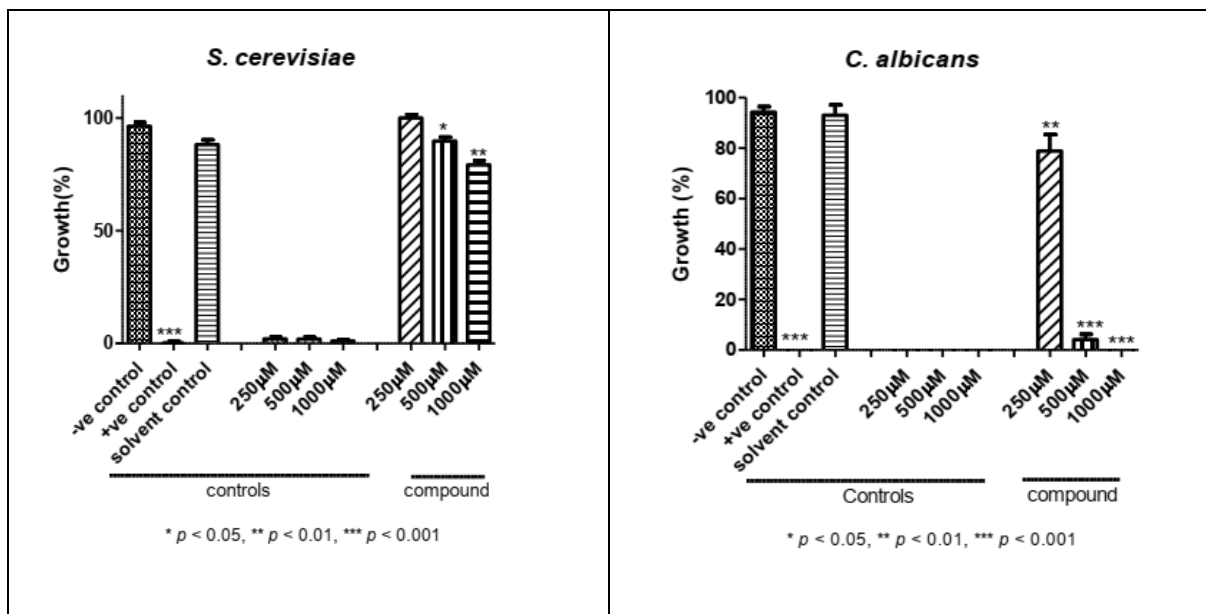 S. cerevisiae
Growth(%)
100
50
0
***
*
**
-ve control
+ve control
solvent control
250µM
500µM
1000µM
250µM
500µM
1000µM
controls
compound
* p < 0.05, ** p < 0.01, *** p < 0.001
C. albicans
Growth (%)
100
80
60
40
20
0
***
**
***
***
-ve control
+ve control
solvent control
250µM
500µM
1000µM
250µM
500µM
1000µM
Controls
compound
* p < 0.05, ** p < 0.01, *** p < 0.001